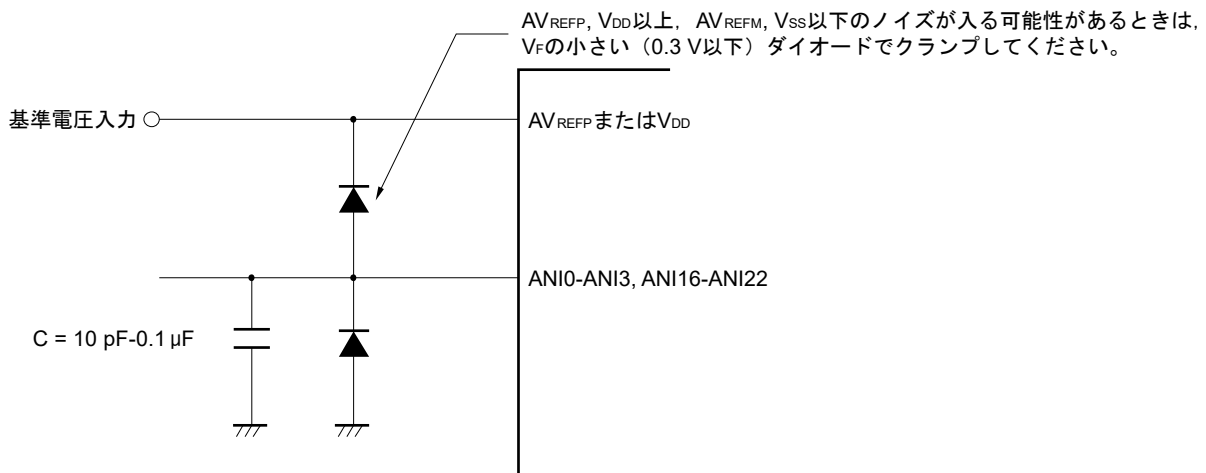 AVREFP, VDD以上，AVREFM, VSS以下のノイズが入る可能性があるときは，
VFの小さい（0.3 V以下）ダイオードでクランプしてください。
基準電圧入力
AVREFPまたはVDD
ANI0-ANI3, ANI16-ANI22
C = 10 pF-0.1 μF